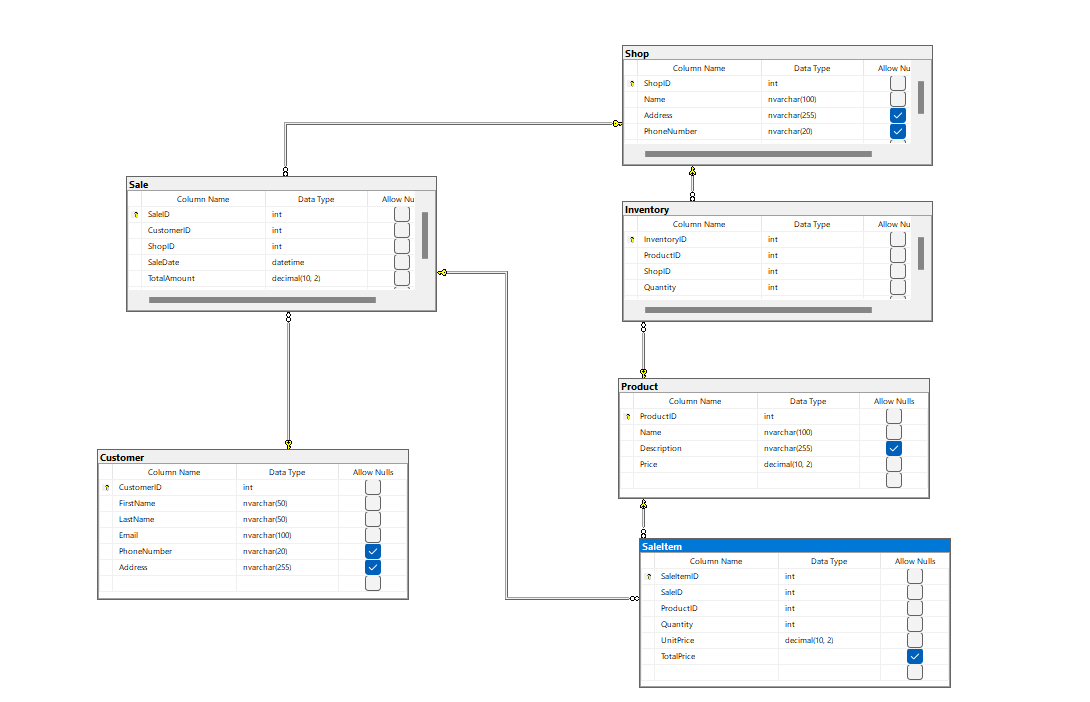 Shop
Column Name Data Type Allow Nu
ShopID int
Name nvarchar(100)
Address nvarchar(255)
PhoneNumber nvarchar(20)
Sale
Column Name Data Type Allow Nu
SaleID int
CustomerID int
ShopID int
SaleDate datetime
TotalAmount decimal(10, 2)
Inventory
Column Name Data Type Allow Nu
InventoryID int
ProductID int
ShopID int
Quantity int
Product
Column Name Data Type Allow Nulls
ProductID int
Name nvarchar(100)
Description nvarchar(255)
Price decimal(10, 2)
Customer
Column Name Data Type Allow Nulls
CustomerID int
FirstName nvarchar(50)
LastName nvarchar(50)
Email nvarchar(100)
PhoneNumber nvarchar(20)
Address nvarchar(255)
SaleItem
Column Name Data Type Allow Nulls
SaleItemID int
SaleID int
ProductID int
Quantity int
UnitPrice decimal(10, 2)
TotalPrice